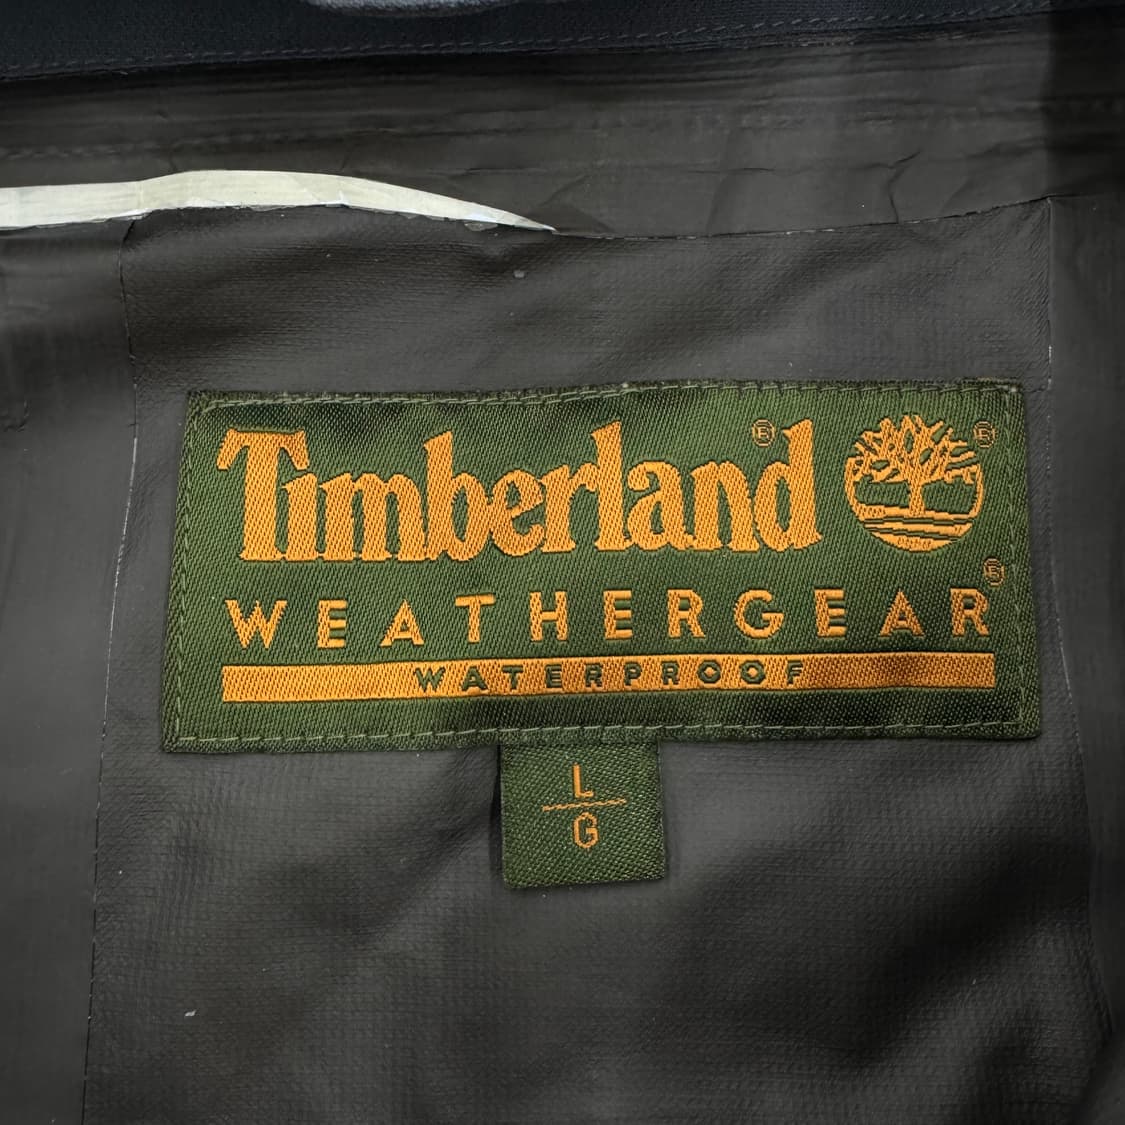 Timberland®
®
WEATHERGEAR®
WATERPROOF
L
G